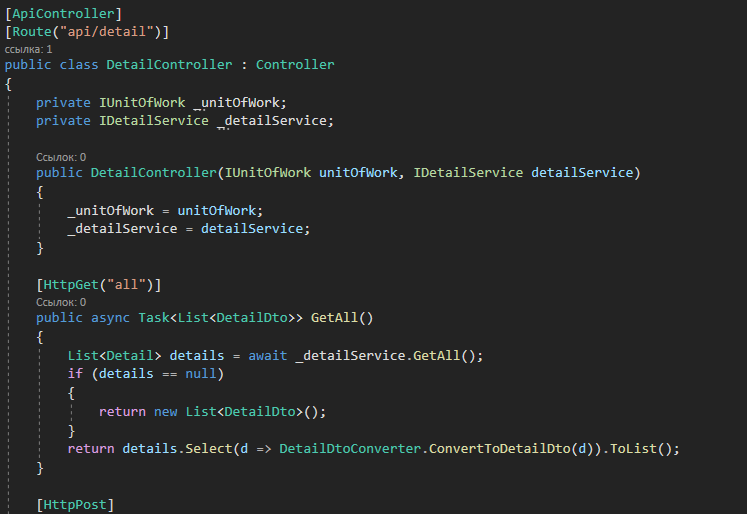 [ApiController]
[Route("api/detail")]
ссылка: 1
public class DetailController : Controller
{
private IUnitOfWork _unitOfWork;
private IDetailService _detailService;
Ссылок: 0
public DetailController(IUnitOfWork unitOfWork, IDetailService detailService)
{
_unitOfWork = unitOfWork;
_detailService = detailService;
}
[HttpGet("all")]
Ссылок: 0
public async Task<List<DetailDto>> GetAll()
{
List<Detail> details = await _detailService.GetAll();
if (details == null)
{
return new List<DetailDto>();
}
return details.Select(d => DetailDtoConverter.ConvertToDetailDto(d)).ToList();
}
[HttpPost]